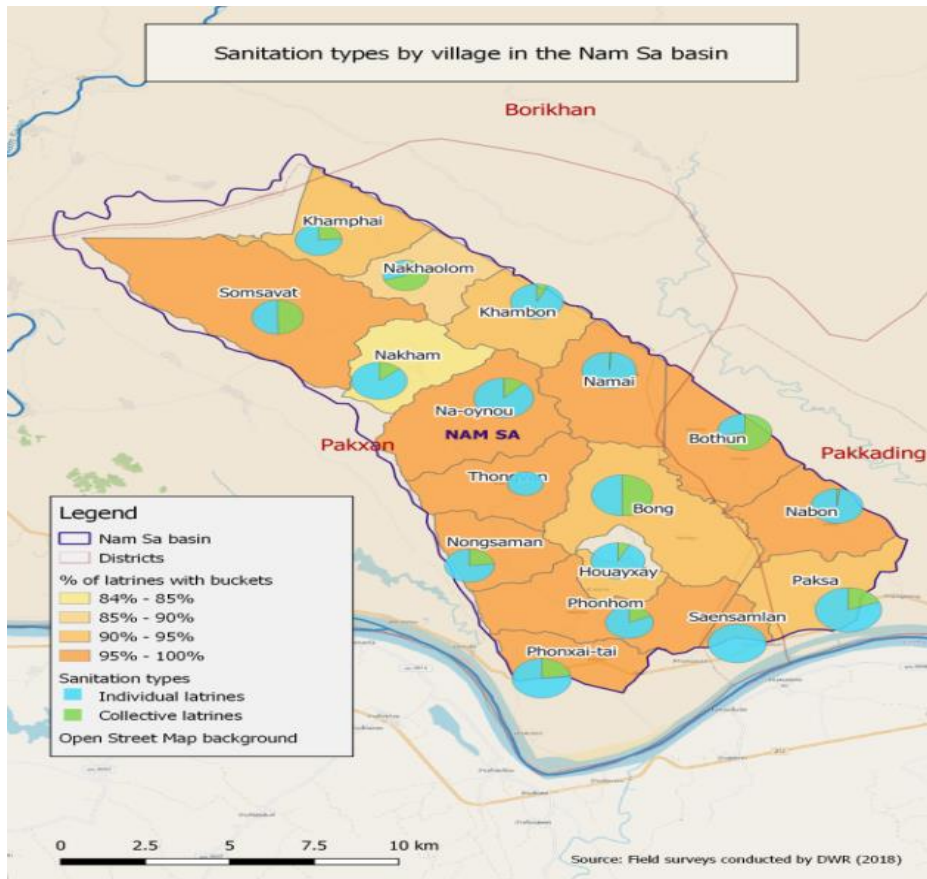 Sanitation types by village in the Nam Sa basin
Borikhan
Khamphai
Nakhaolom
Somsavat
Khambon
Nakham
Namai
Na-oynou
NAM SA
Pakxan
Bothun
Pakkading
Bong
Nabon
Nongsaman
Houayxay
Paksa
Phonhom
Saensamlan
Phonxai-tai
Legend
Nam Sa basin
Districts
% of latrines with buckets
84% - 85%
85% - 90%
90% - 95%
95% - 100%
Sanitation types
Individual latrines
Collective latrines
Open Street Map background
0 2.5 5 7.5 10 km
Source: Field surveys conducted by DWR (2018)